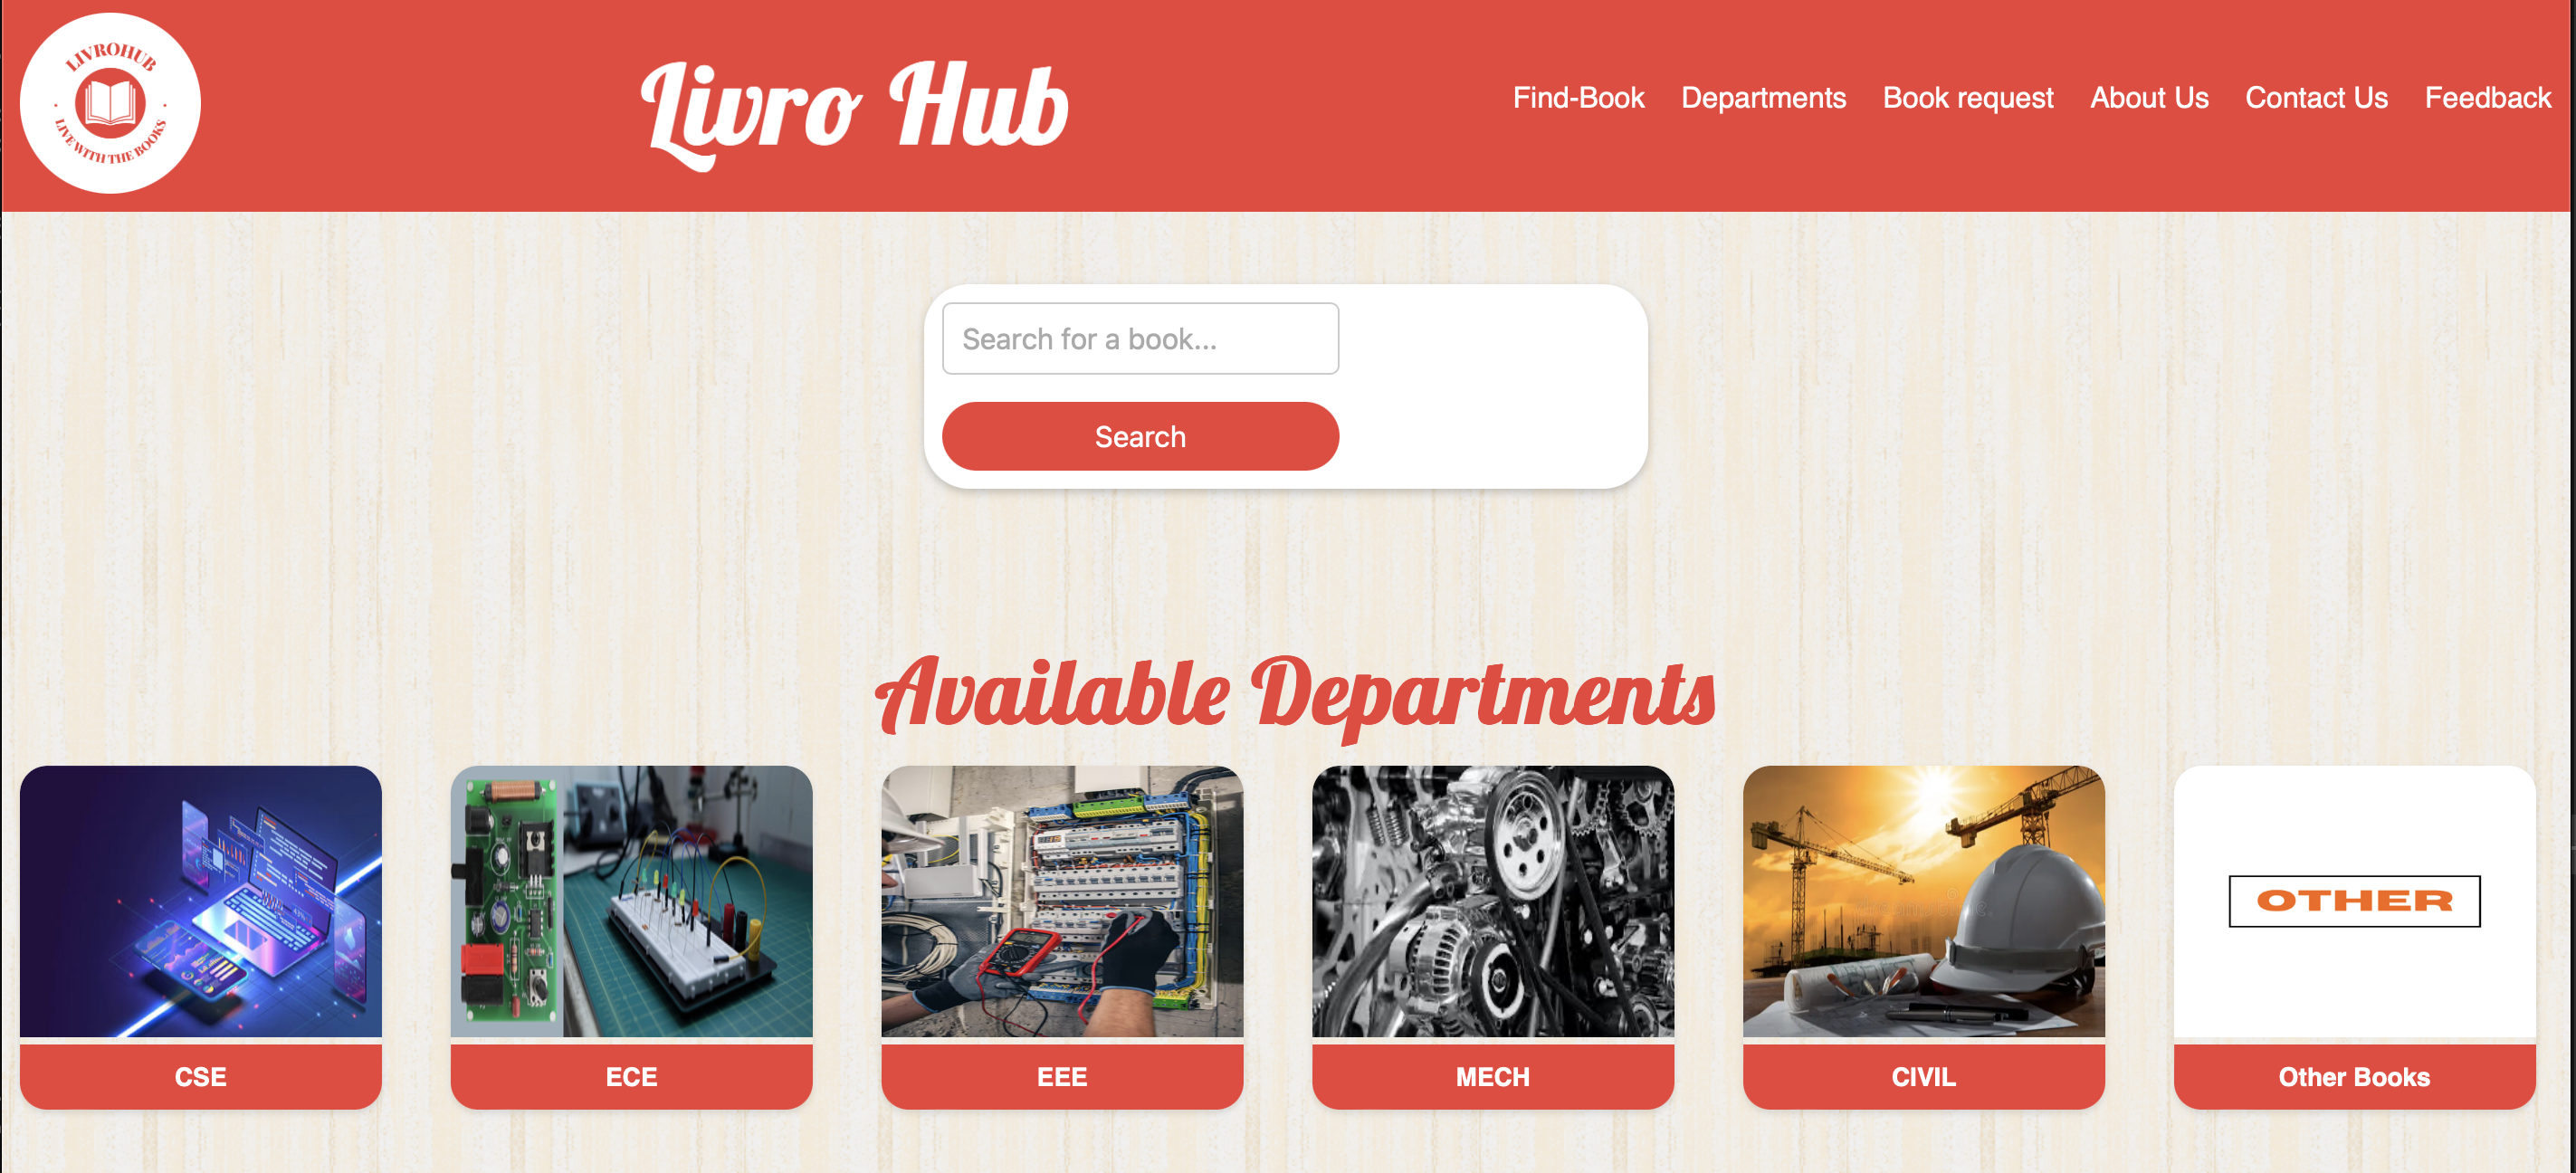 LIVROHUB
LIVE WITH THE BOOKS
Livro Hub
Find-Book
Departments
Book request
About Us
Contact Us
Feedback
Search for a book...
Search
Available Departments
OTHER
CSE
ECE
EEE
MECH
CIVIL
Other Books